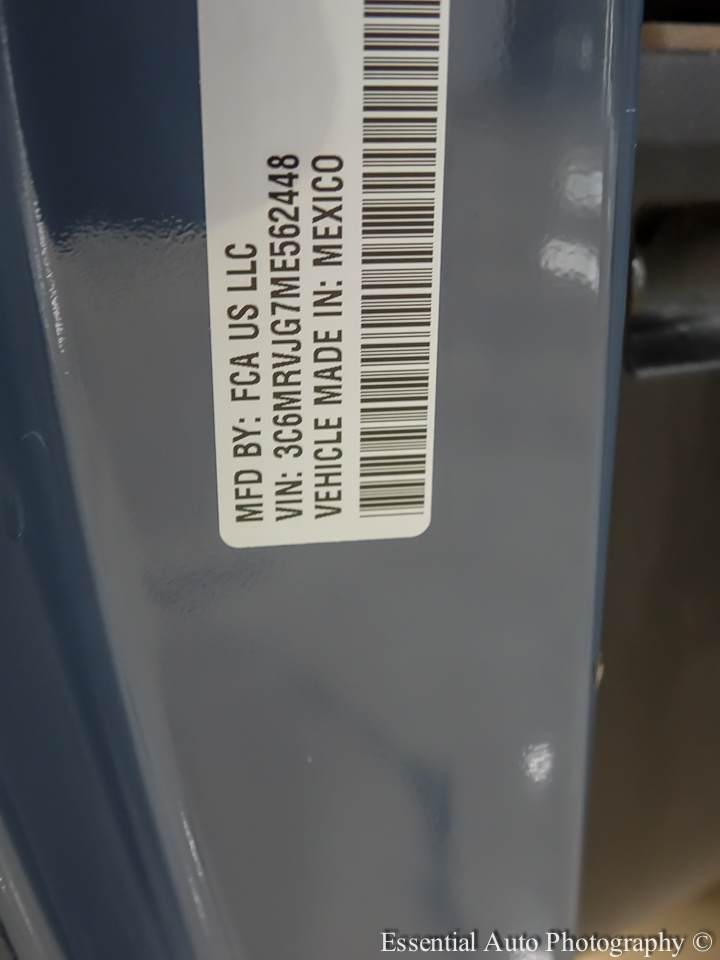 MFD BY: FCA US LLC
VIN: 3C6MRVJG7ME562448
VEHICLE MADE IN: MEXICO
Essential Auto Photography ©